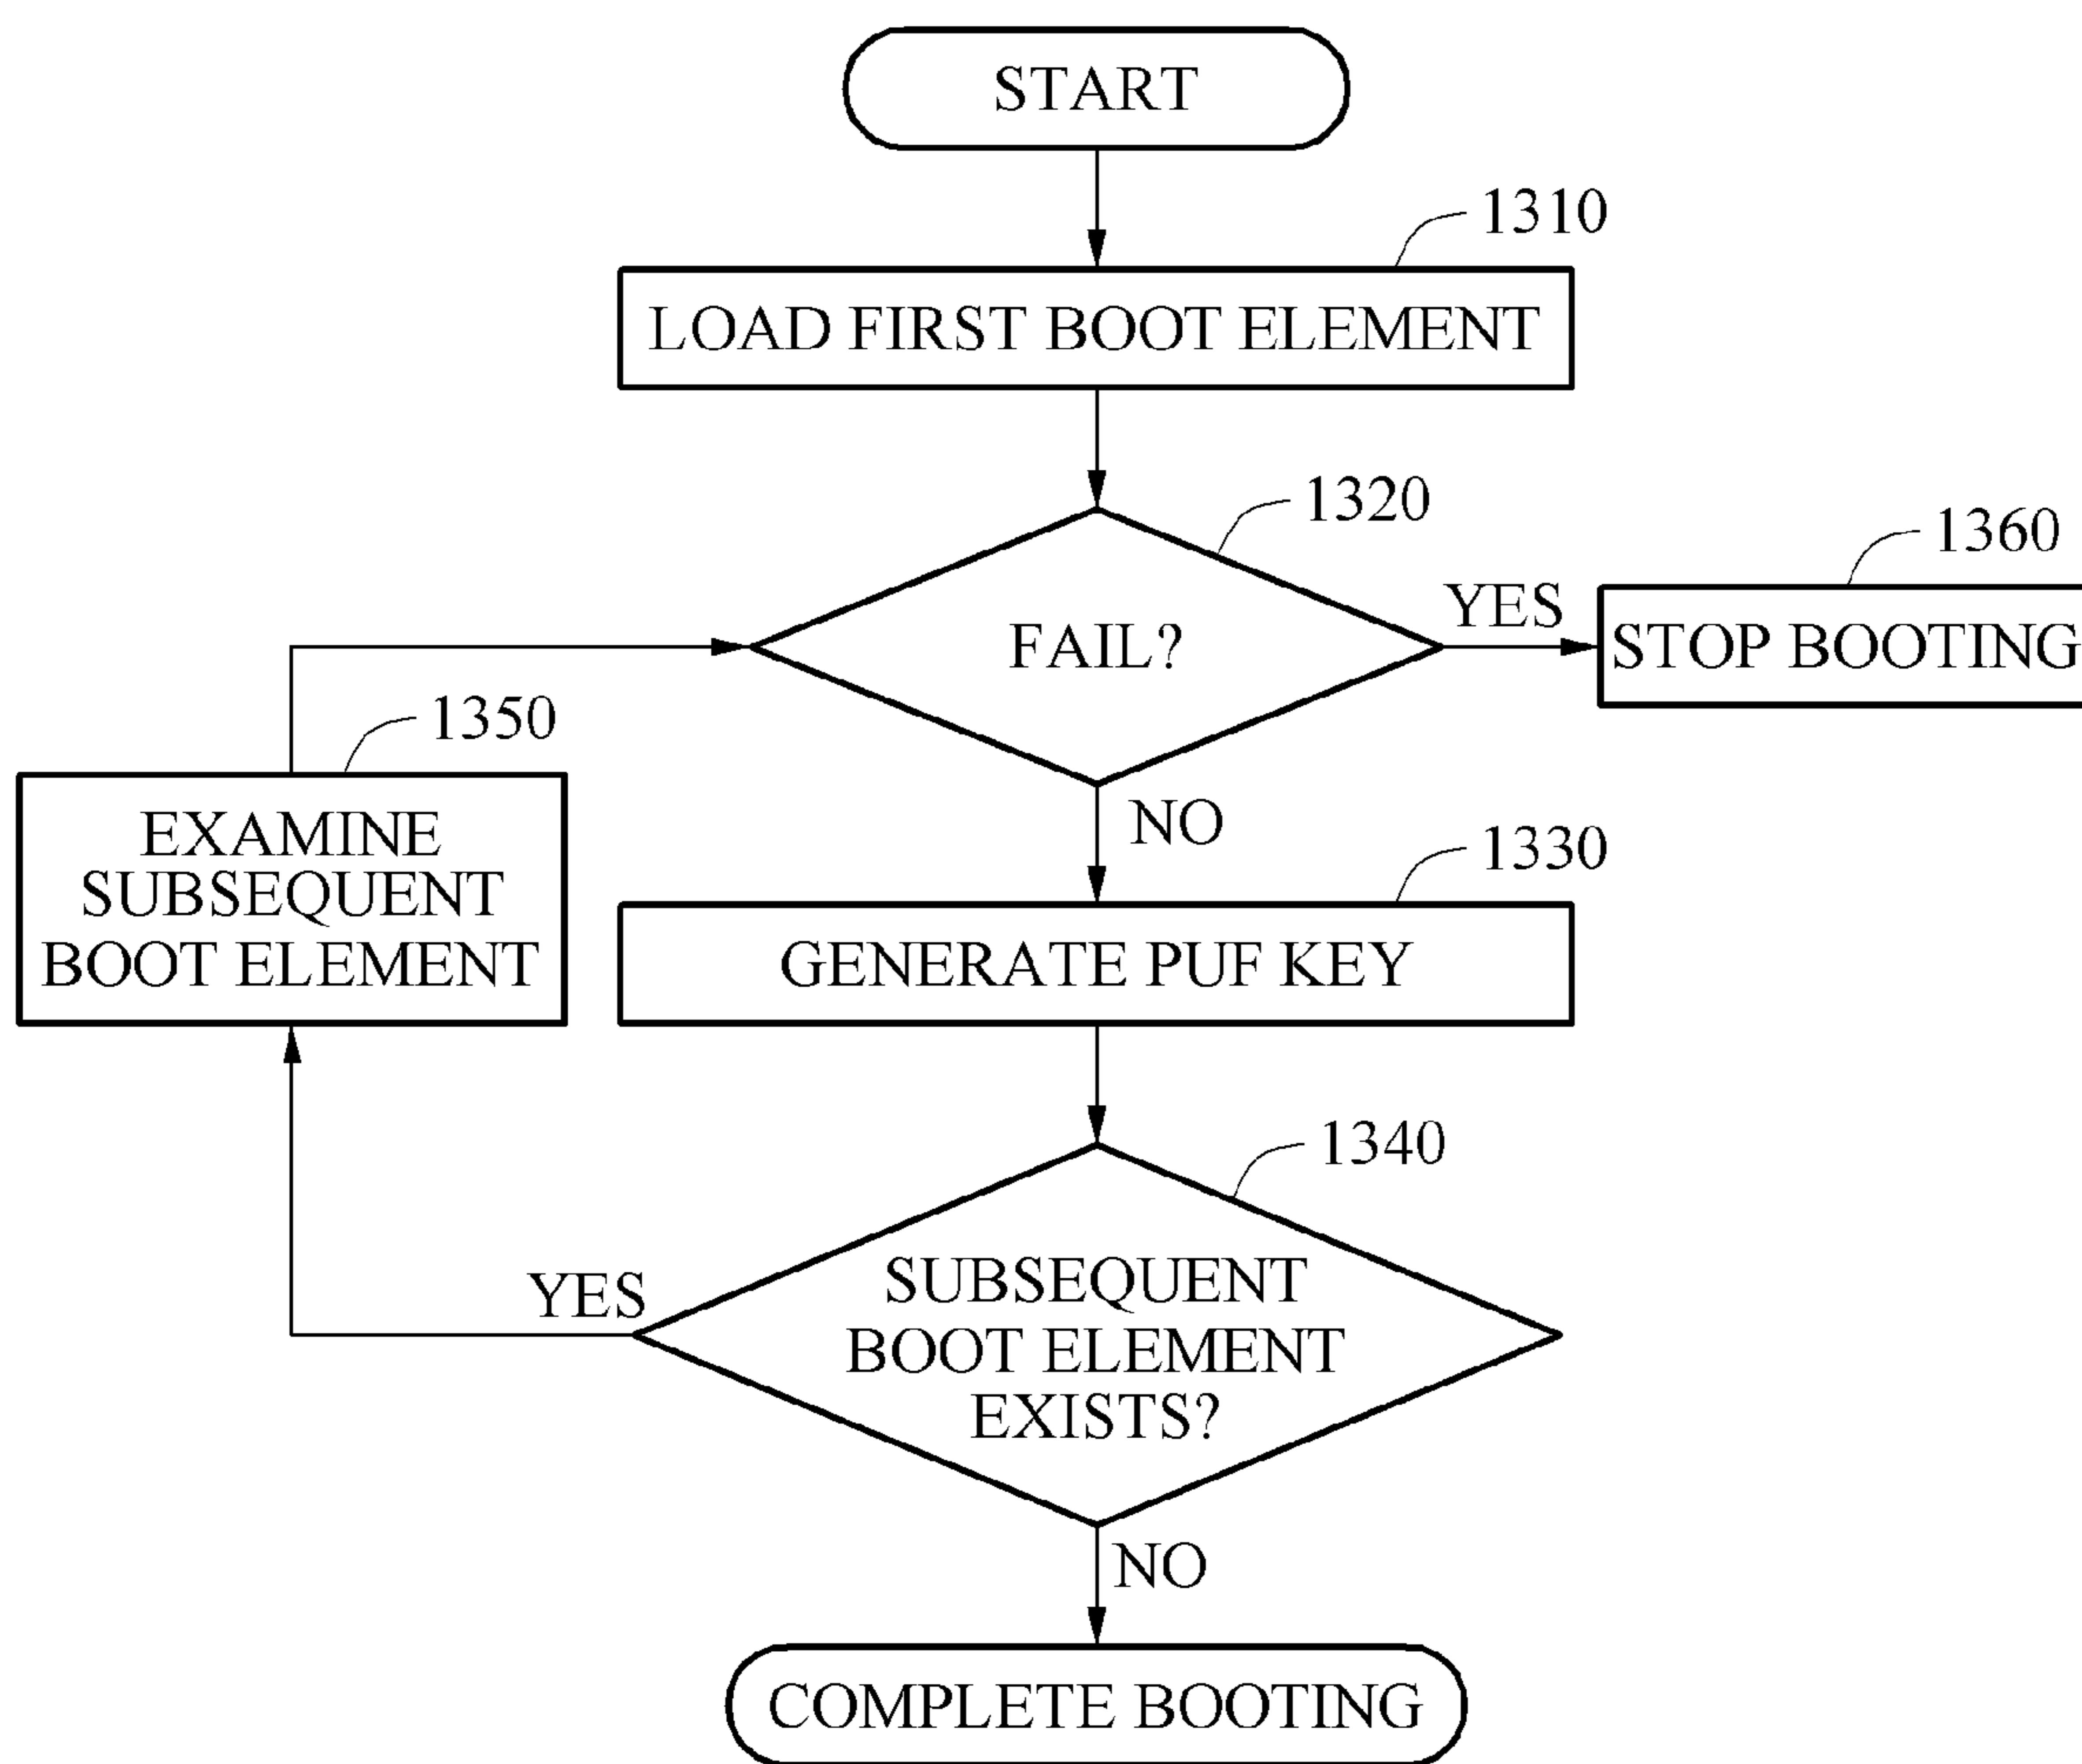 START
1310
LOAD FIRST BOOT ELEMENT
1320
FAIL?
YES
1360
STOP BOOTING
NO
1350
EXAMINE
SUBSEQUENT
BOOT ELEMENT
1330
GENERATE PUF KEY
1340
SUBSEQUENT
BOOT ELEMENT
EXISTS?
YES
NO
COMPLETE BOOTING